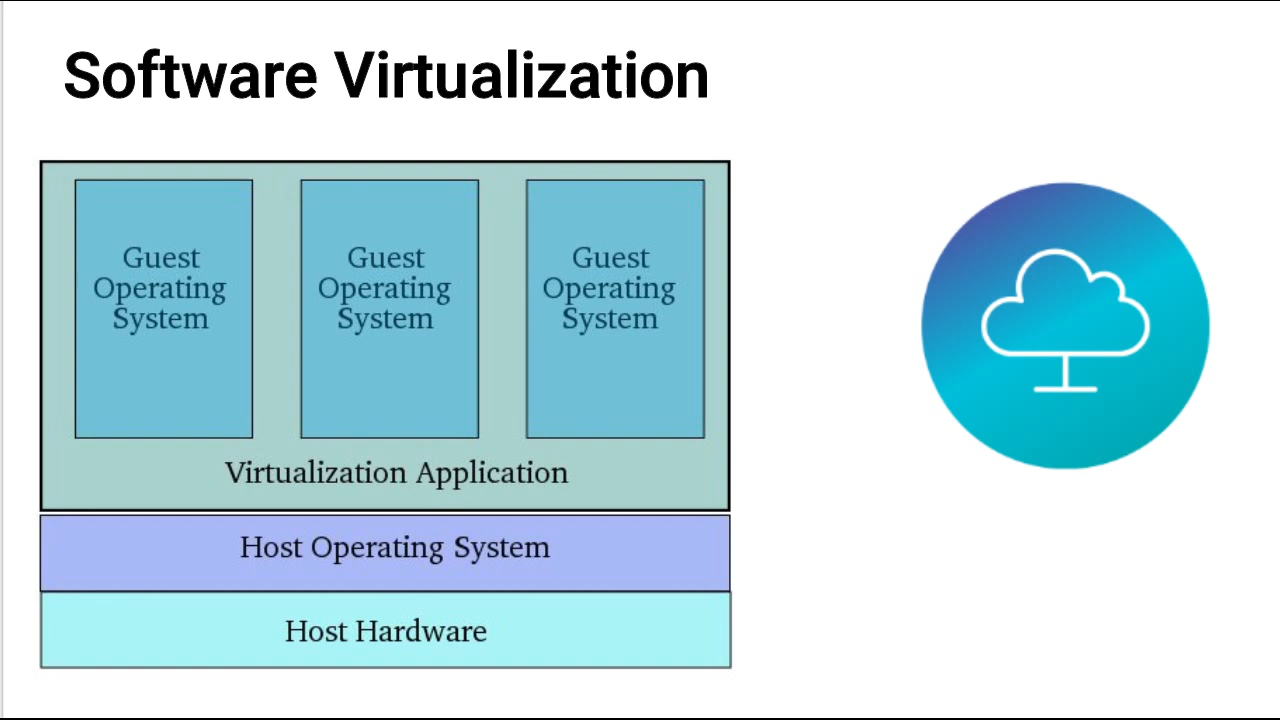 Software Virtualization
Guest
Operating
System
Guest
Operating
System
Guest
Operating
System
Virtualization Application
Host Operating System
Host Hardware